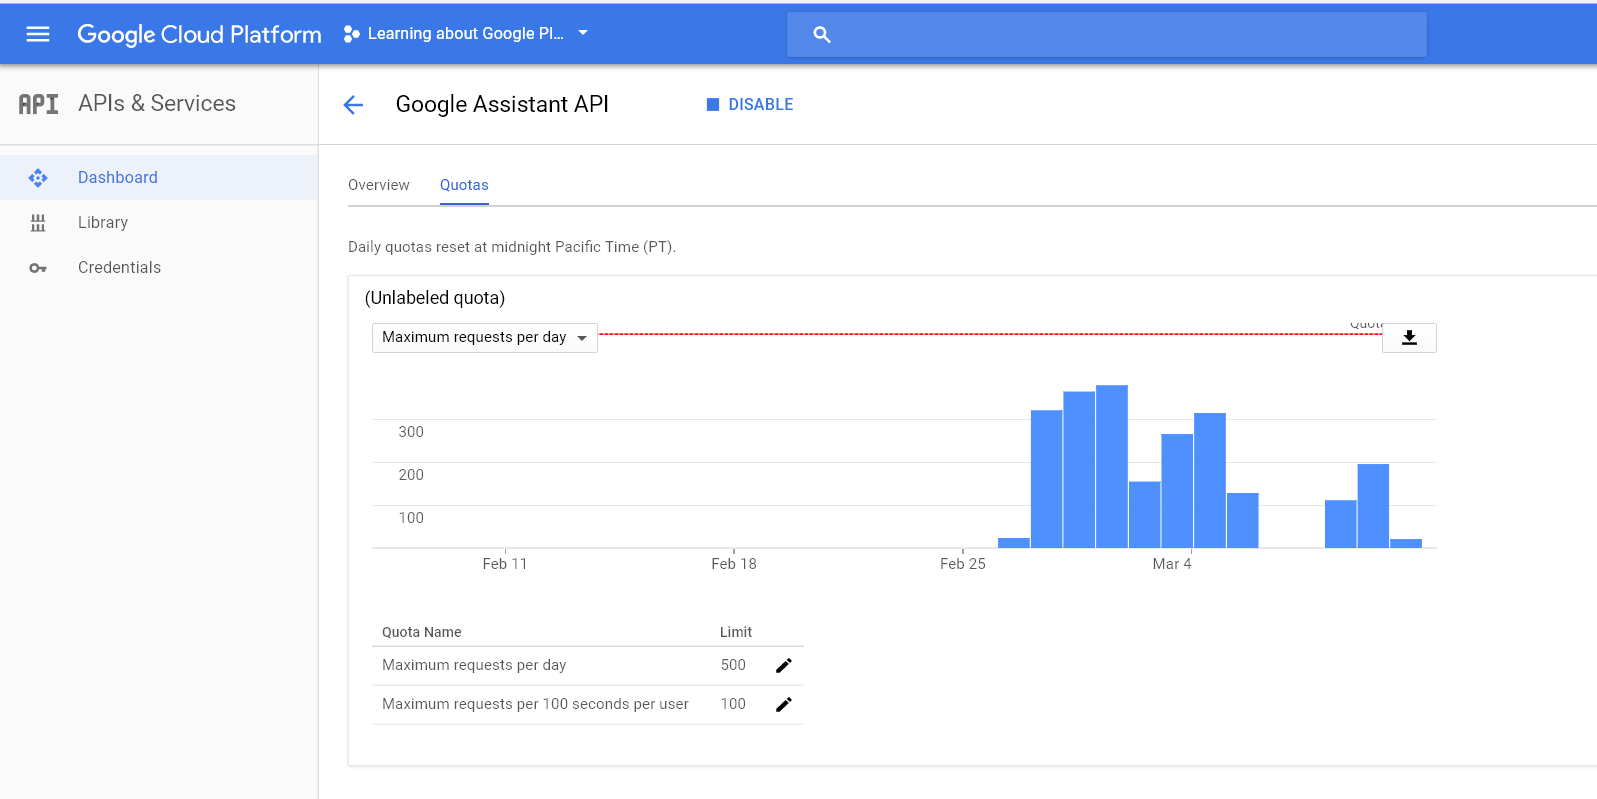 Google Cloud Platform
Learning about Google Pl...
API
APIs & Services
Google Assistant API
DISABLE
Dashboard
Library
Credentials
Overview
Quotas
Daily quotas reset at midnight Pacific Time (PT).
(Unlabeled quota)
Maximum requests per day
300
200
100
Feb 11
Feb 18
Feb 25
Mar 4
Quota Name
Limit
Maximum requests per day
500
Maximum requests per 100 seconds per user
100